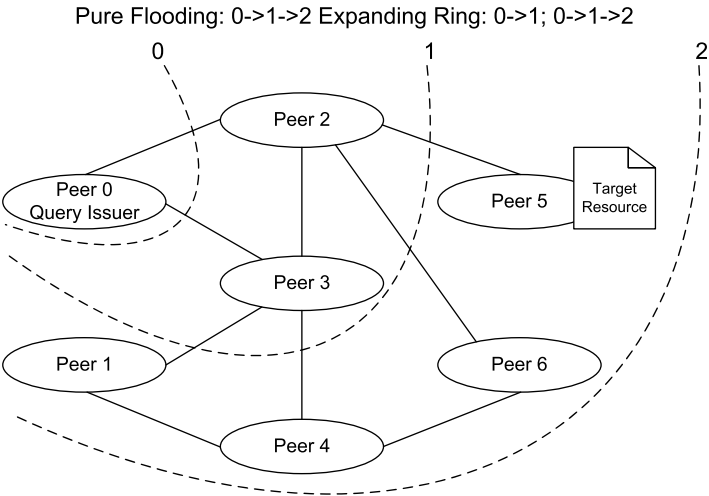 Pure Flooding: 0->1->2 Expanding Ring: 0->1; 0->1->2
0
1
2
Peer 2
Peer 0
Query Issuer
Peer 5
Target
Resource
Peer 3
Peer 1
Peer 6
Peer 4